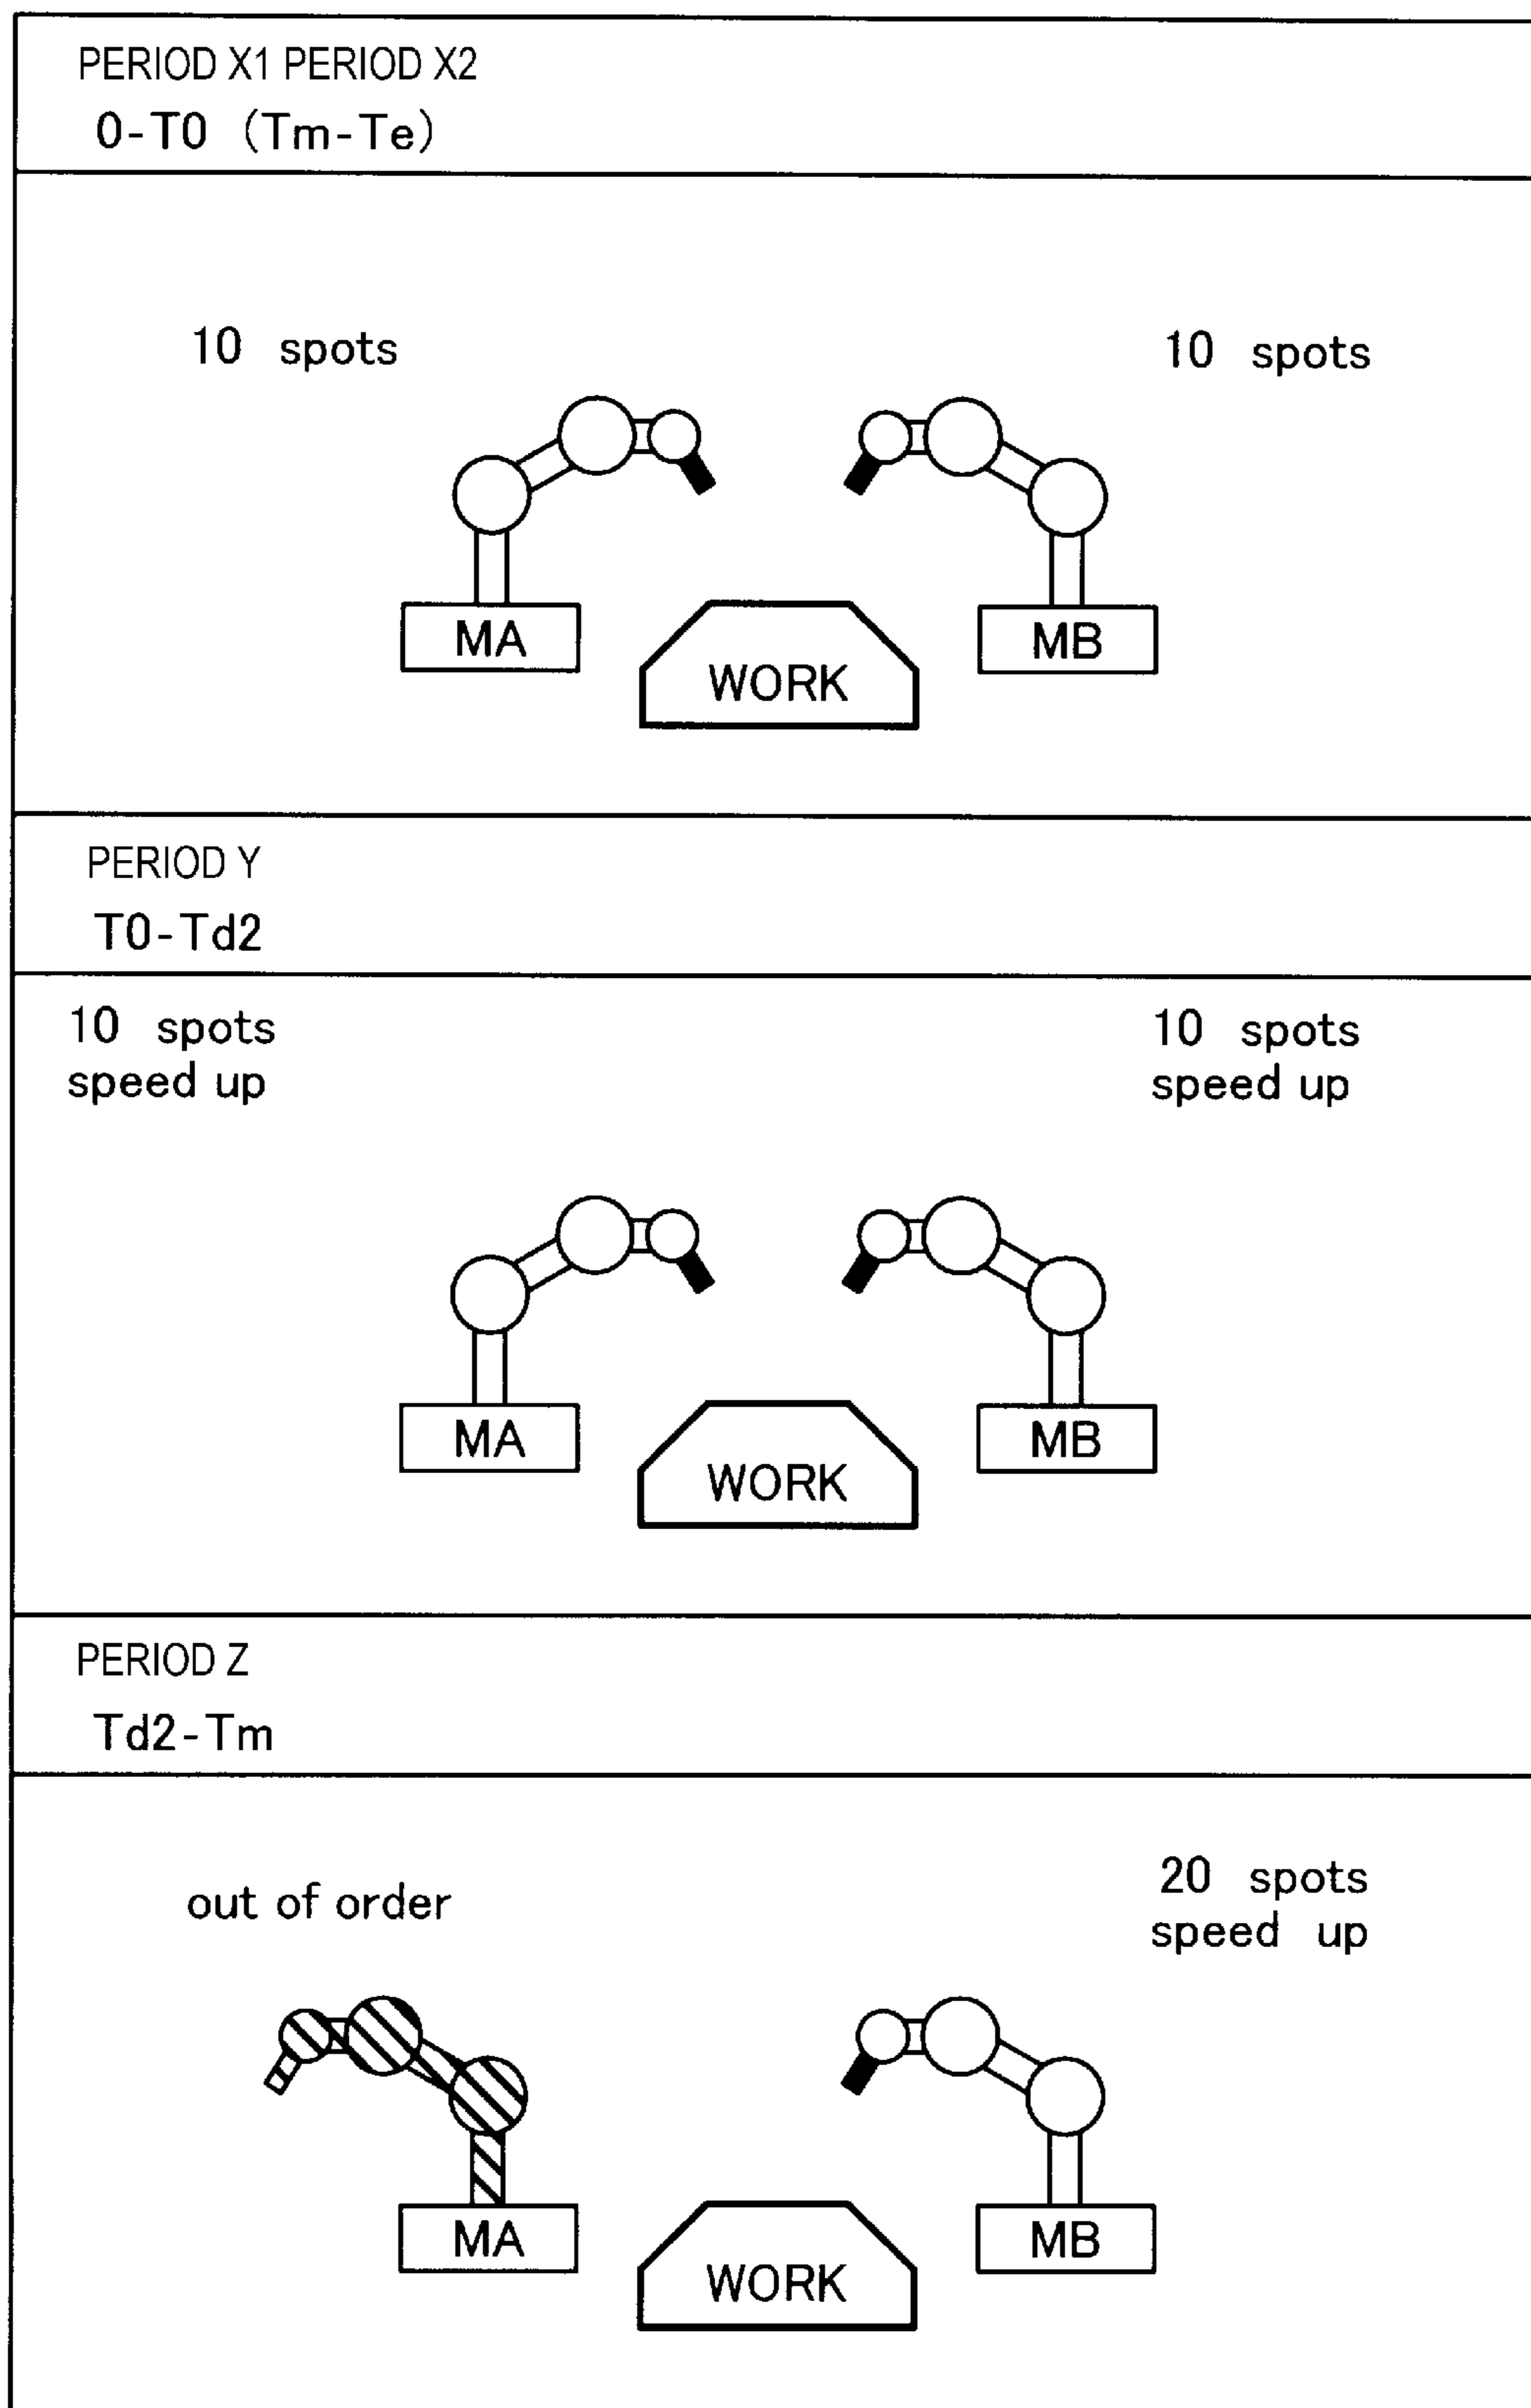 PERIOD X1 PERIOD X2
0-T0 (Tm-Te)
10 spots
10 spots
MA
WORK
MB
PERIOD Y
T0-Td2
10 spots
speed up
10 spots
speed up
MA
WORK
MB
PERIOD Z
Td2-Tm
out of order
20 spots
speed up
MA
WORK
MB